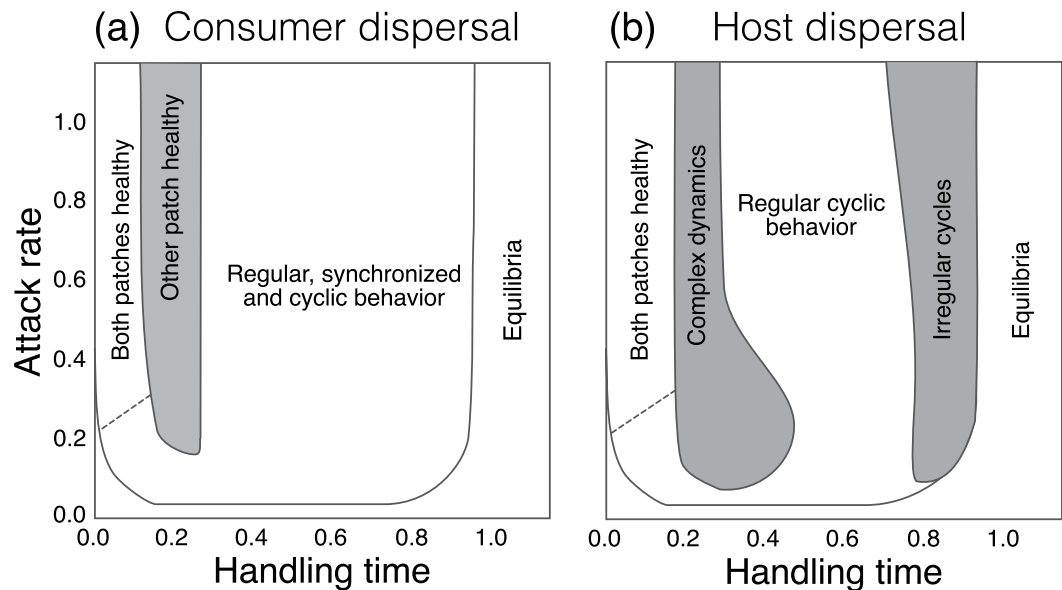 (a) Consumer dispersal
(b) Host dispersal
Attack rate
1.0
0.8
0.6
0.4
0.2
0.0
Both patches healthy
Other patch healthy
Regular, synchronized
and cyclic behavior
Equilibria
0.0 0.2 0.4 0.6 0.8 1.0
Handling time
Both patches healthy
Complex dynamics
Regular cyclic
behavior
Irregular cycles
Equilibria
0.0 0.2 0.4 0.6 0.8 1.0
Handling time